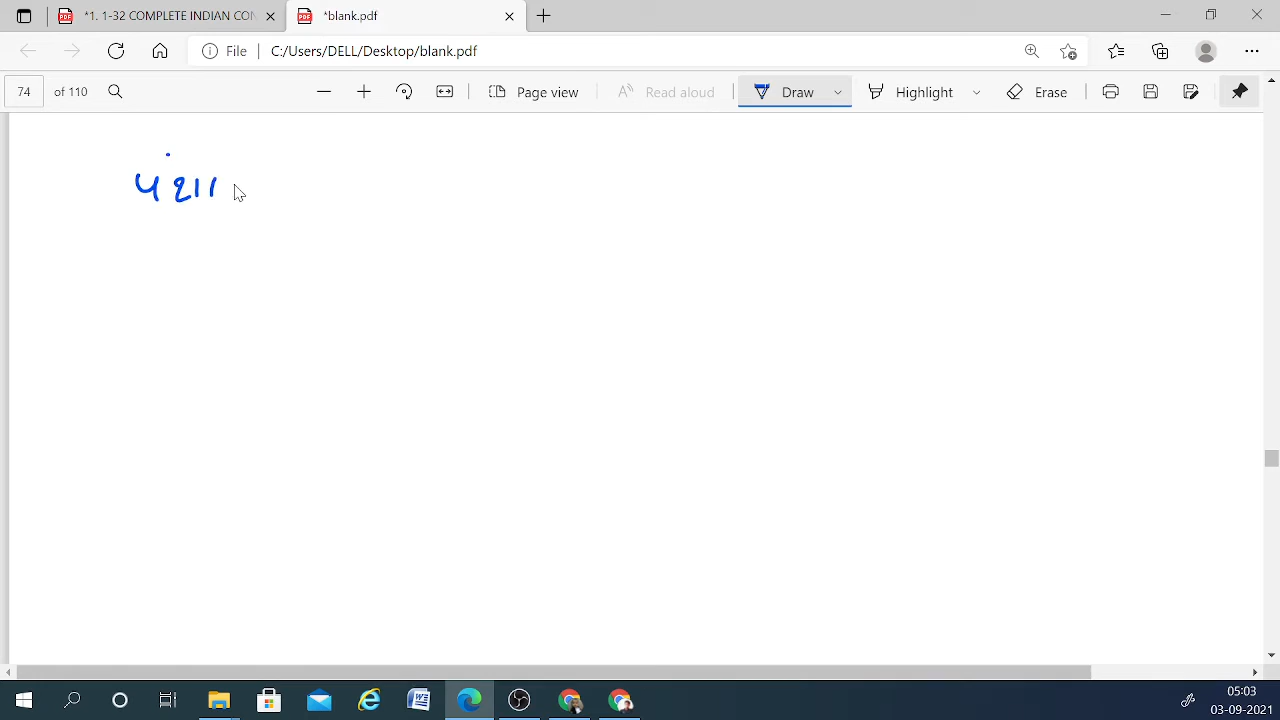 *1. 1-32 COMPLETE INDIAN CON
*blank.pdf
File C:/Users/DELL/Desktop/blank.pdf
74 of 110 Page view Read aloud Draw Highlight Erase
05:03
03-09-2021